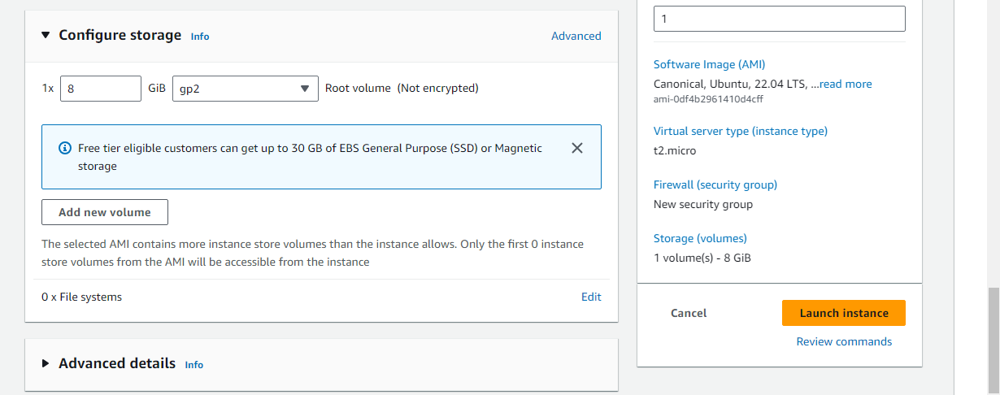 Configure storage Info
Advanced
1x 8 GiB gp2 Root volume (Not encrypted)
Free tier eligible customers can get up to 30 GB of EBS General Purpose (SSD) or Magnetic
storage
Add new volume
The selected AMI contains more instance store volumes than the instance allows. Only the first 0 instance
store volumes from the AMI will be accessible from the instance
0 x File systems
Edit
Advanced details Info
1
Software Image (AMI)
Canonical, Ubuntu, 22.04 LTS, ...read more
ami-0df4b2961410d4cff
Virtual server type (instance type)
t2.micro
Firewall (security group)
New security group
Storage (volumes)
1 volume(s) - 8 GiB
Cancel
Launch instance
Review commands